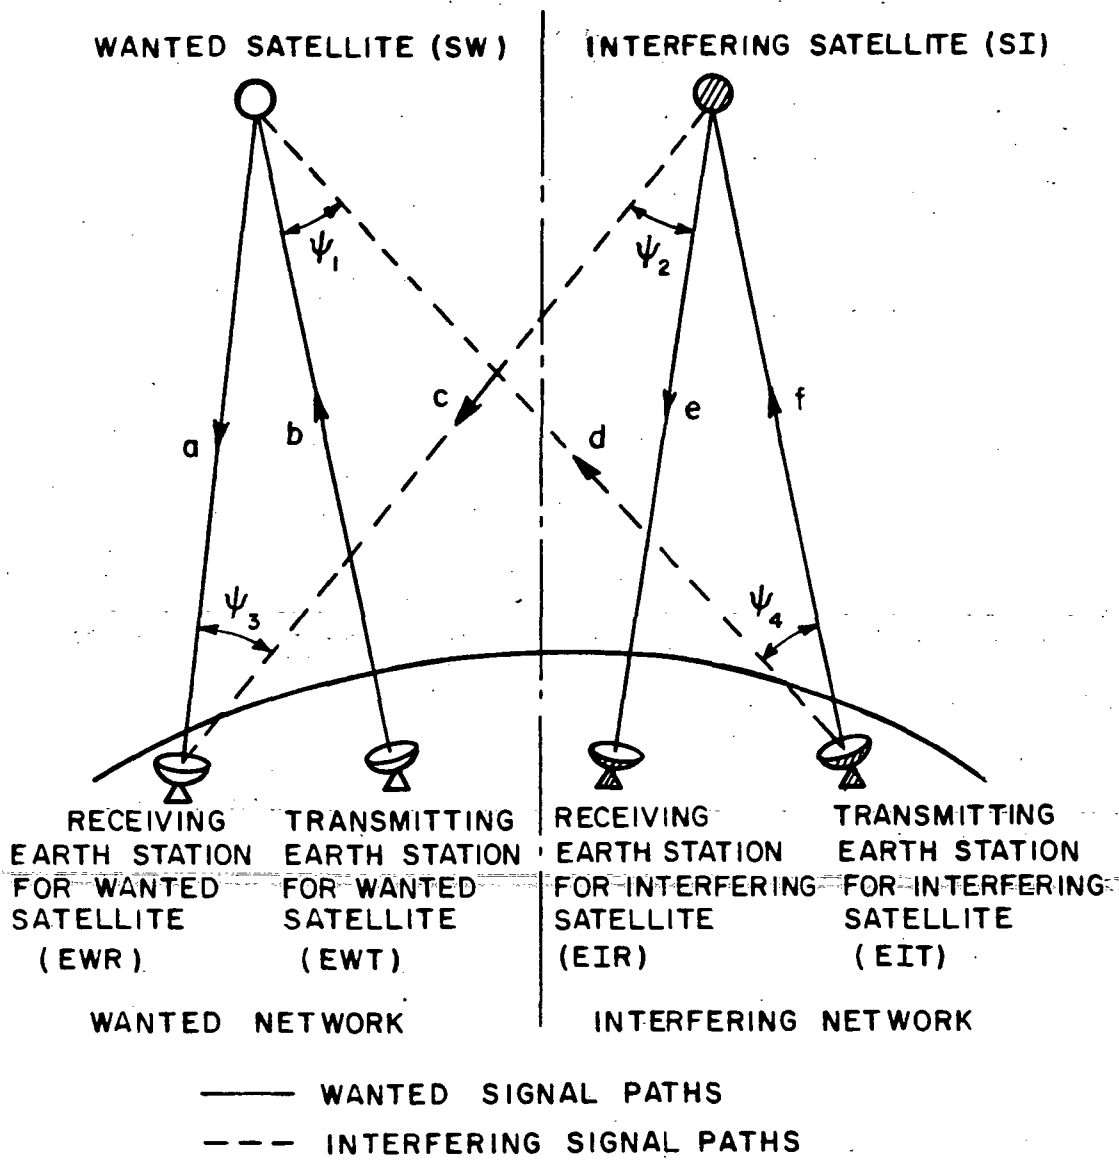 WANTED SATELLITE (SW)
INTERFERING SATELLITE (SI)
ψ1
ψ2
c
e
f
a
b
d
ψ3
ψ4
RECEIVING
EARTH STATION
FOR WANTED
SATELLITE
(EWR)
TRANSMITTING
EARTH STATION
FOR WANTED
SATELLITE
(EWT)
RECEIVING
EARTH STATION
FOR INTERFERING
SATELLITE
(EIR)
TRANSMITTING
EARTH STATION
FOR INTERFERING
SATELLITE
(EIT)
WANTED NETWORK
INTERFERING NETWORK
WANTED SIGNAL PATHS
INTERFERING SIGNAL PATHS